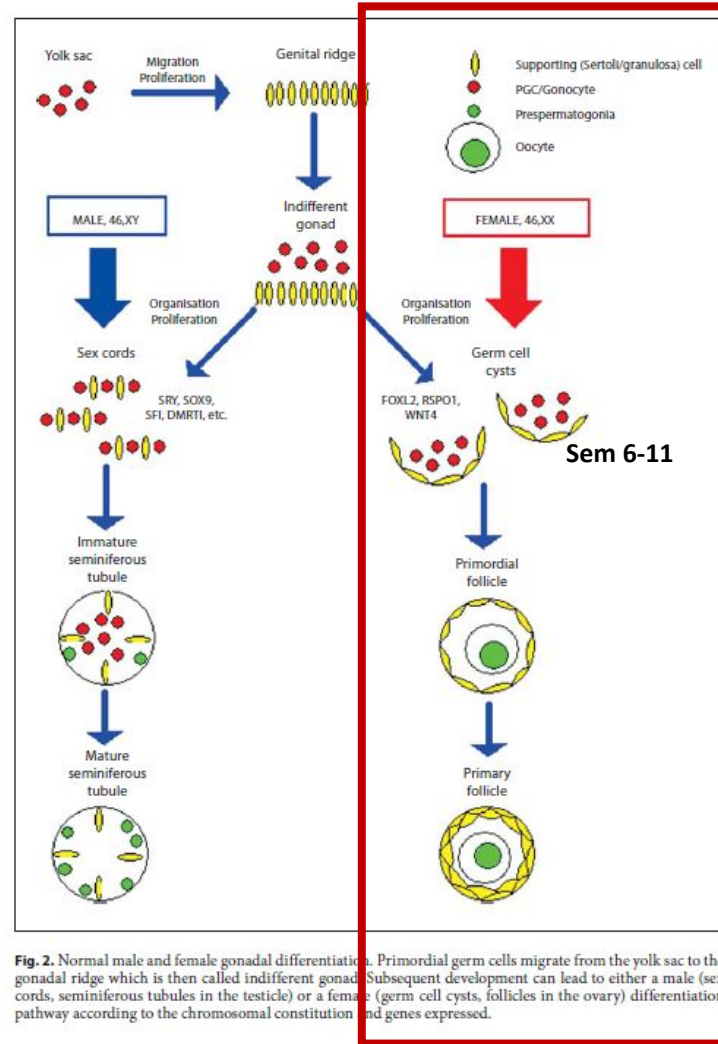 Yolk sac
Migration
Proliferation
Genital ridge
Supporting (Sertoli/granulosa) cell
PGC/Gonocyte
Prespermatogonia
Oocyte
MALE, 46,XY
Indifferent
gonad
FEMALE, 46,XX
Organisation
Proliferation
Organisation
Proliferation
Sex cords
Germ cell
cysts
SRY, SOX9,
SFI, DMRTI, etc.
FOXL2, RSPO1,
WNT4
Sem 6-11
Immature
seminiferous
tubule
Primordial
follicle
Mature
seminiferous
tubule
Primary
follicle
Fig. 2. Normal male and female gonadal differentiation. Primordial germ cells migrate from the yolk sac to the
gonadal ridge which is then called indifferent gonad. Subsequent development can lead to either a male (sex
cords, seminiferous tubules in the testicle) or a female (germ cell cysts, follicles in the ovary) differentiation
pathway according to the chromosomal constitution and genes expressed.